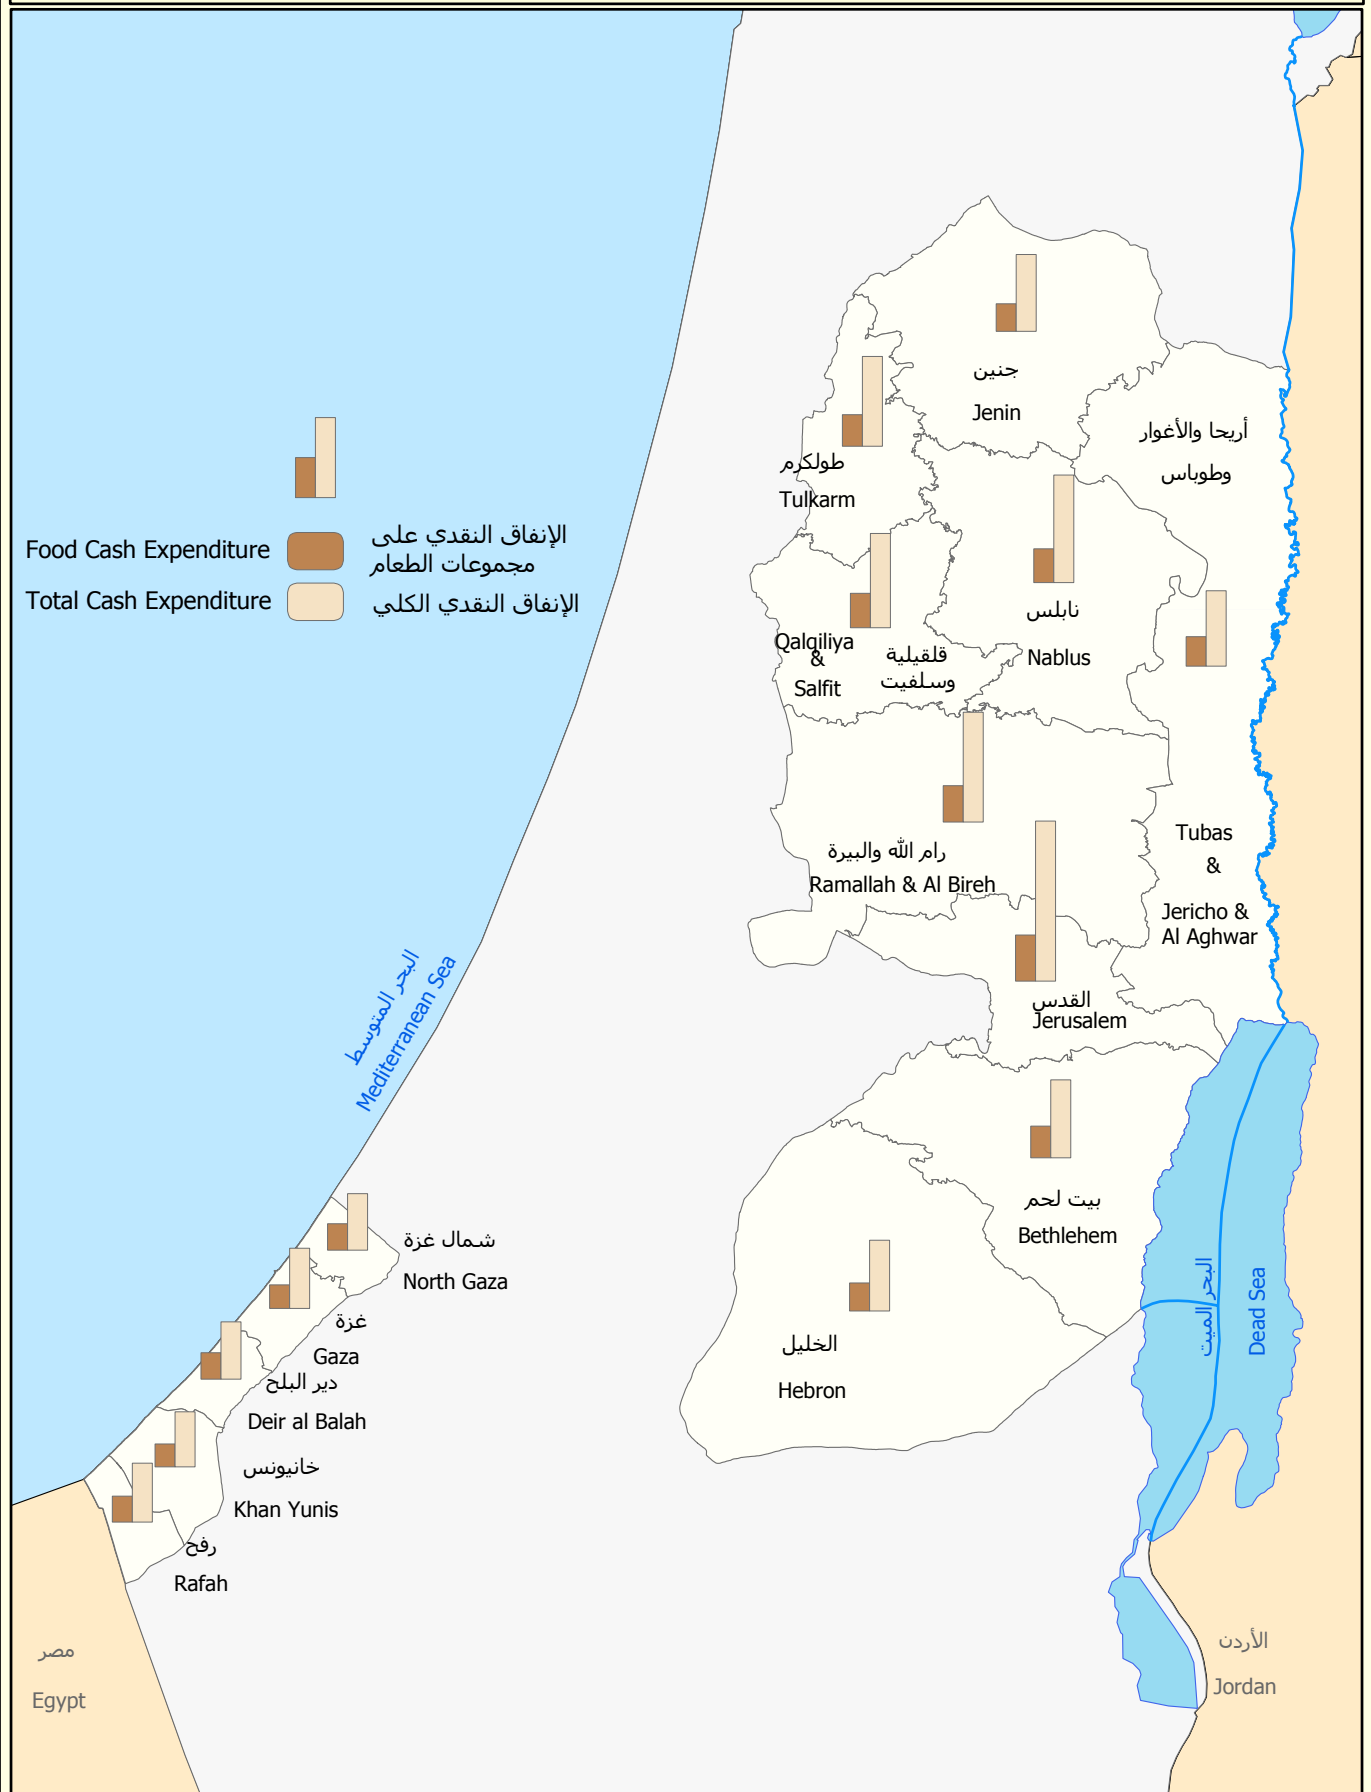 جنين
Jenin
أريحا والأغوار
وطوباس
طولكرم
Tulkarm
Food Cash Expenditure
الإنفاق النقدي على
مجموعات الطعام
Total Cash Expenditure
الإنفاق النقدي الكلي
نابلس
Nablus
Qalqiliya
&
Salfit
قلقيلية
وسلفيت
رام الله والبيرة
Ramallah & Al Bireh
Tubas
&
Jericho &
Al Aghwar
القدس
Jerusalem
البحر المتوسط
Mediterranean Sea
بيت لحم
Bethlehem
شمال غزة
North Gaza
البحر الميت
Dead Sea
غزة
Gaza
الخليل
Hebron
دير البلح
Deir al Balah
خانيونس
Khan Yunis
رفح
Rafah
مصر
Egypt
الأردن
Jordan